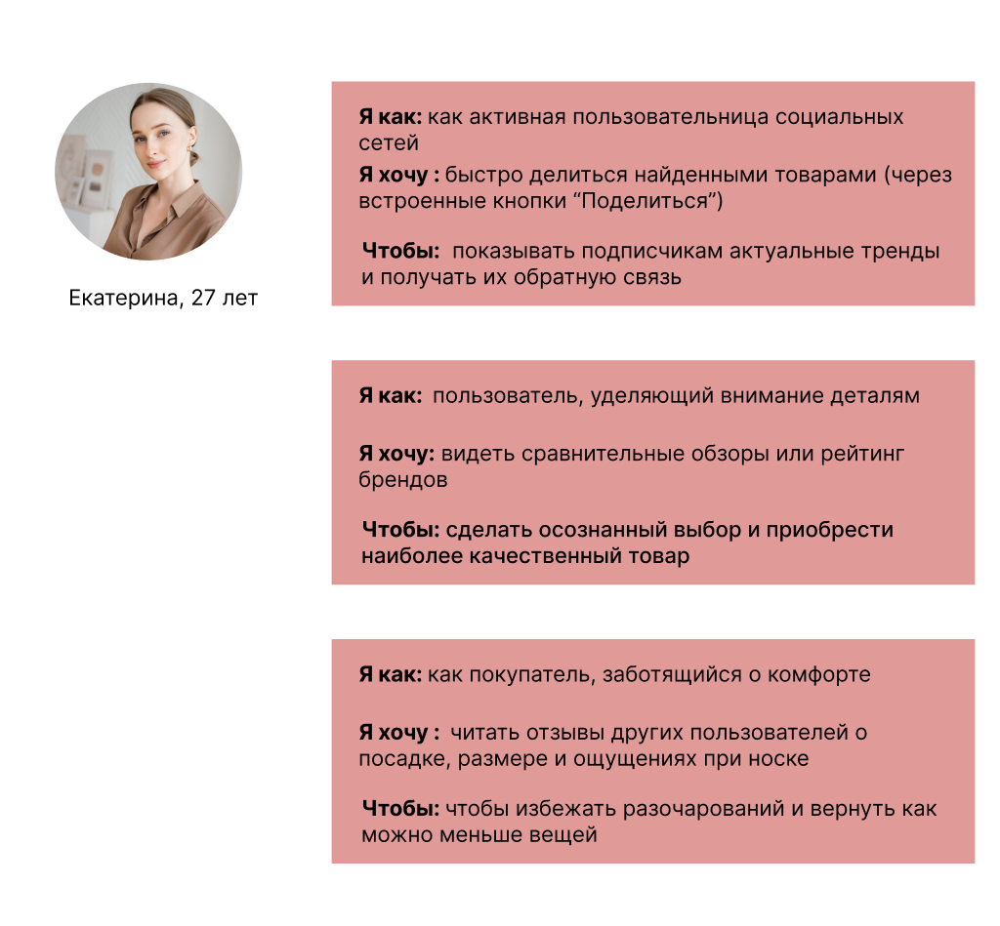 Я как: как активная пользовательница социальных
сетей
Я хочу : быстро делиться найденными товарами (через
встроенные кнопки “Поделиться”)
Чтобы: показывать подписчикам актуальные тренды
и получать их обратную связь
Екатерина, 27 лет
Я как: пользователь, уделяющий внимание деталям
Я хочу: видеть сравнительные обзоры или рейтинг
брендов
Чтобы: сделать осознанный выбор и приобрести
наиболее качественный товар
Я как: как покупатель, заботящийся о комфорте
Я хочу : читать отзывы других пользователей о
посадке, размере и ощущениях при носке
Чтобы: чтобы избежать разочарований и вернуть как
можно меньше вещей